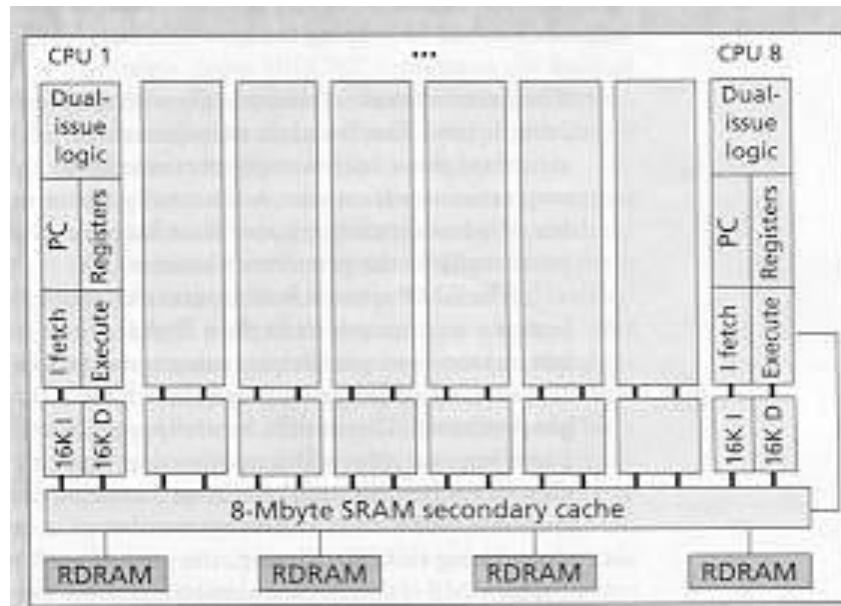 CPU 1 ... CPU 8
Dual-
issue
logic
Dual-
issue
logic
PC
Registers
PC
Registers
I fetch
Execute
I fetch
Execute
16K I
16K D
16K I
16K D
8-Mbyte SRAM secondary cache
RDRAM RDRAM RDRAM RDRAM